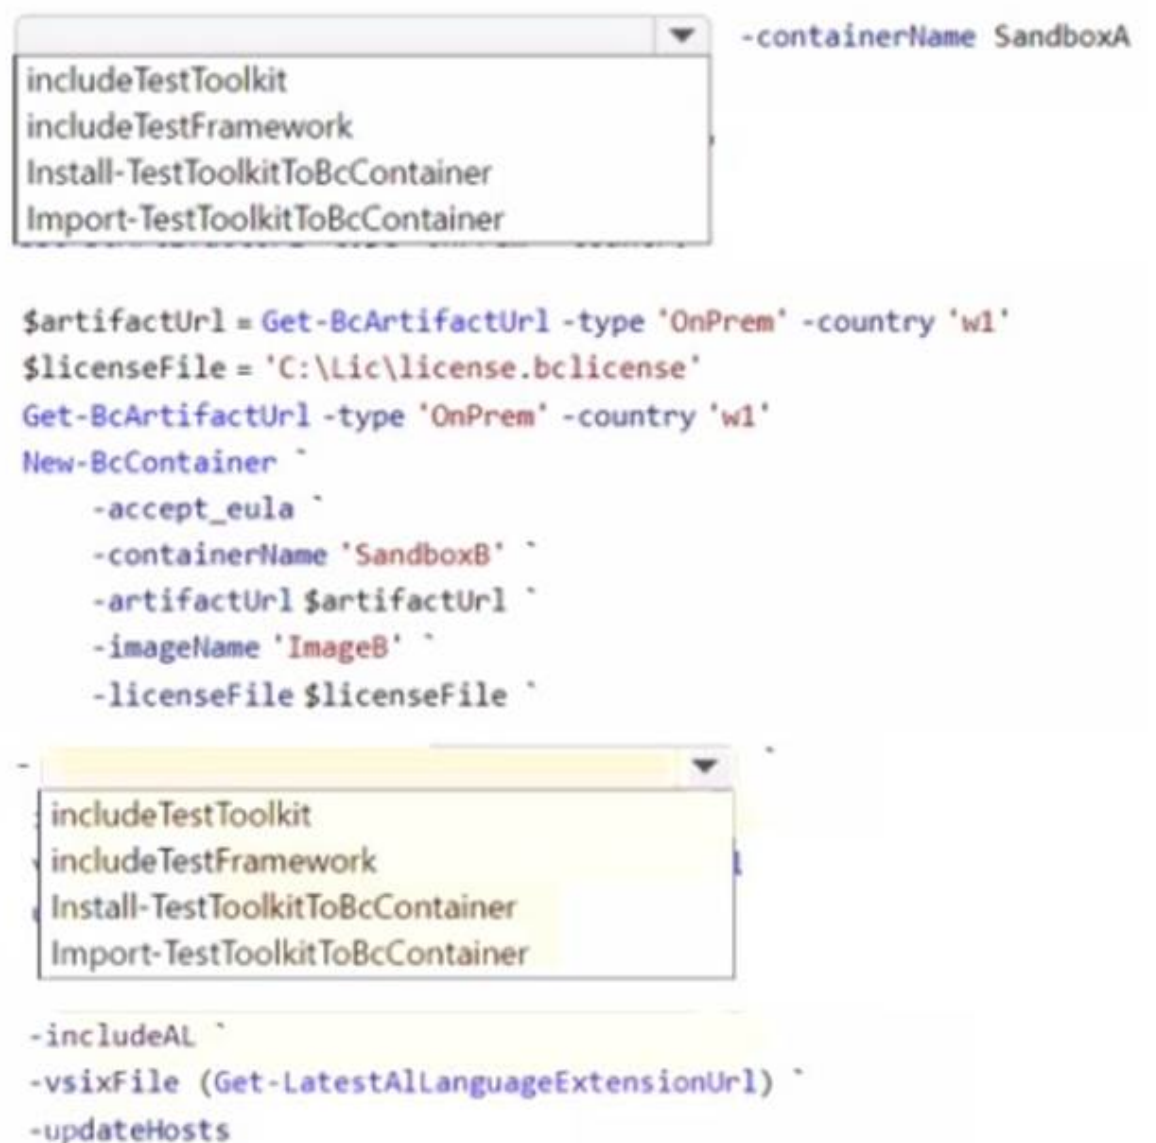 -containerName SandboxA
includeTestToolkit
includeTestFramework
Install-TestToolkitToBcContainer
Import-TestToolkitToBcContainer
$artifactUrl = Get-BcArtifactUrl -type 'OnPrem' -country 'w1'
$licenseFile = 'C:\Lic\license.bclicense'
Get-BcArtifactUrl -type 'OnPrem' -country 'w1'
New-BcContainer `
-accept_eula `
-containerName 'SandboxB' `
-artifactUrl $artifactUrl `
-imageName 'ImageB' `
-licenseFile $licenseFile `
- `
includeTestToolkit
includeTestFramework
Install-TestToolkitToBcContainer
Import-TestToolkitToBcContainer
-includeAL `
-vsixFile (Get-LatestAlLanguageExtensionUrl) `
-updateHosts